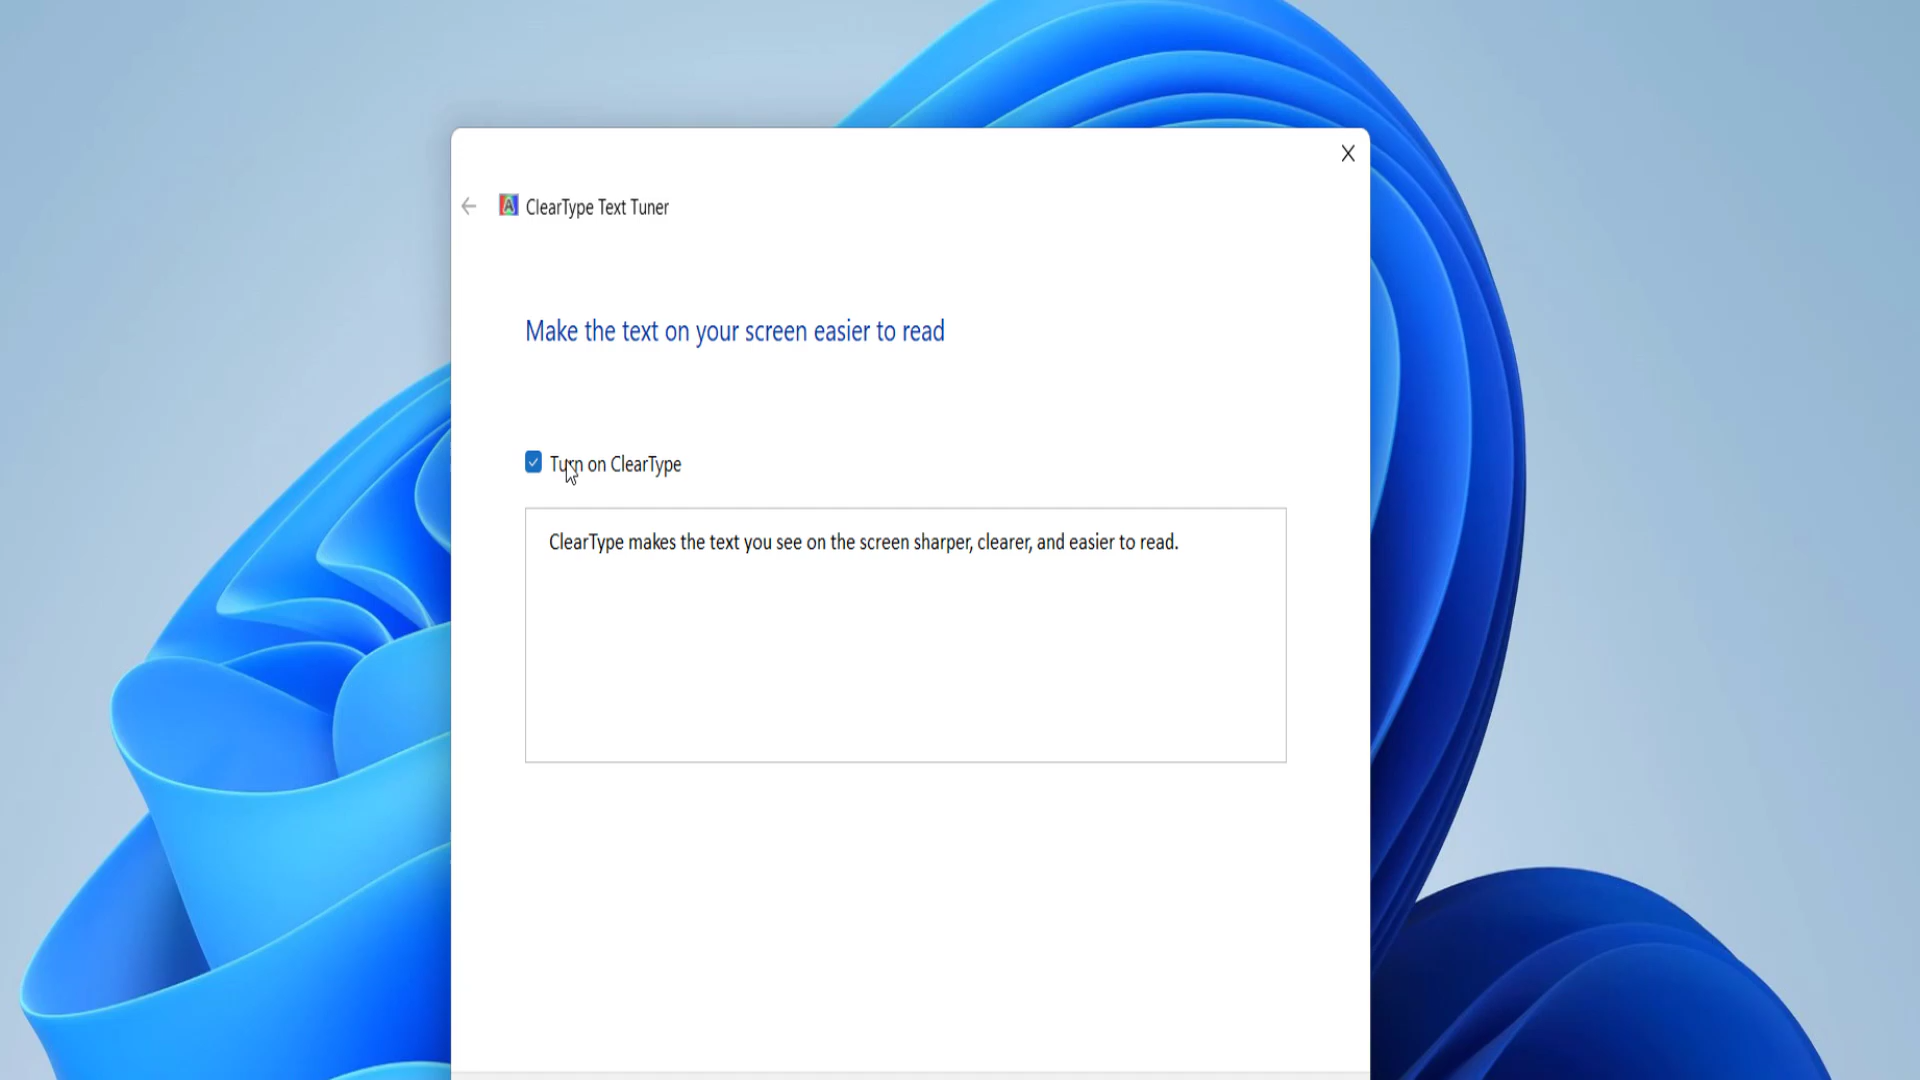 ClearType Text Tuner
Make the text on your screen easier to read
Turn on ClearType
ClearType makes the text you see on the screen sharper, clearer, and easier to read.